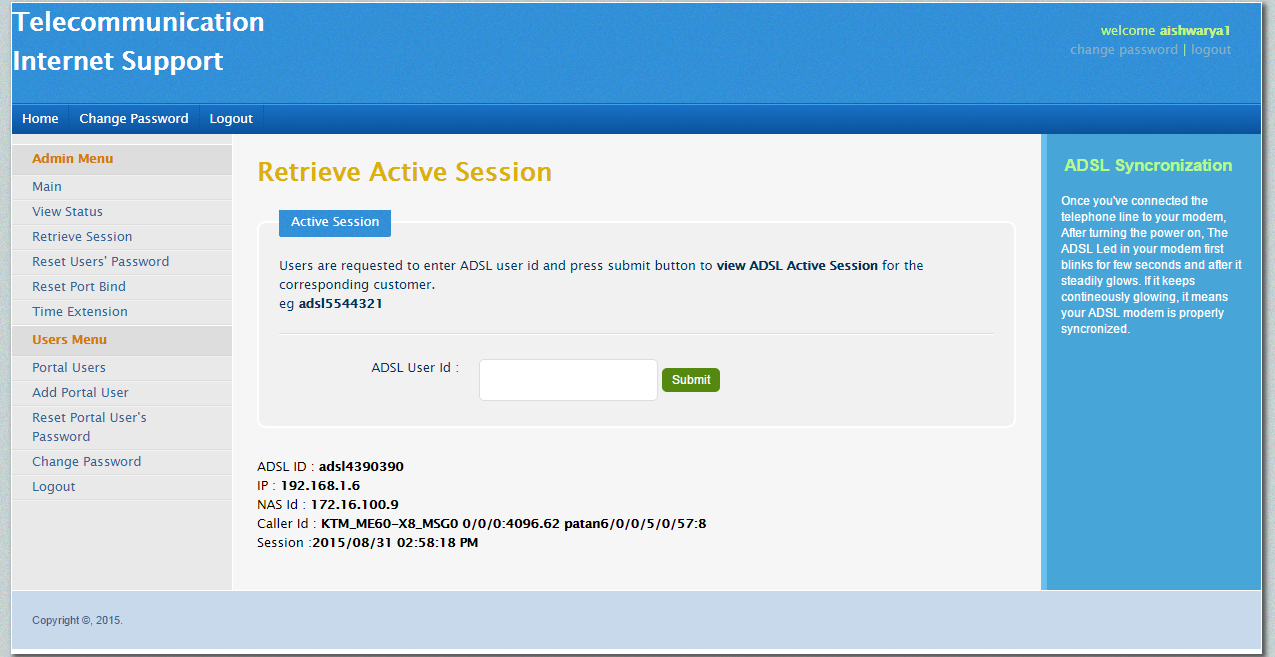 Telecommunication
Internet Support
welcome aishwarya1
change password | logout
Home Change Password Logout
Admin Menu
Main
View Status
Retrieve Session
Reset Users' Password
Reset Port Bind
Time Extension
Users Menu
Portal Users
Add Portal User
Reset Portal User's
Password
Change Password
Logout
Retrieve Active Session
Active Session
Users are requested to enter ADSL user id and press submit button to view ADSL Active Session for the
corresponding customer.
eg adsl5544321
ADSL User Id :
Submit
ADSL ID : adsl4390390
IP : 192.168.1.6
NAS Id : 172.16.100.9
Caller Id : KTM_ME60-X8_MSG0 0/0/0:4096.62 patan6/0/0/5/0/57:8
Session :2015/08/31 02:58:18 PM
ADSL Syncronization
Once you've connected the
telephone line to your modem,
After turning the power on, The
ADSL Led in your modem first
blinks for few seconds and after it
steadily glows. If it keeps
contineously glowing, it means
your ADSL modem is properly
syncronized.
Copyright ©, 2015.